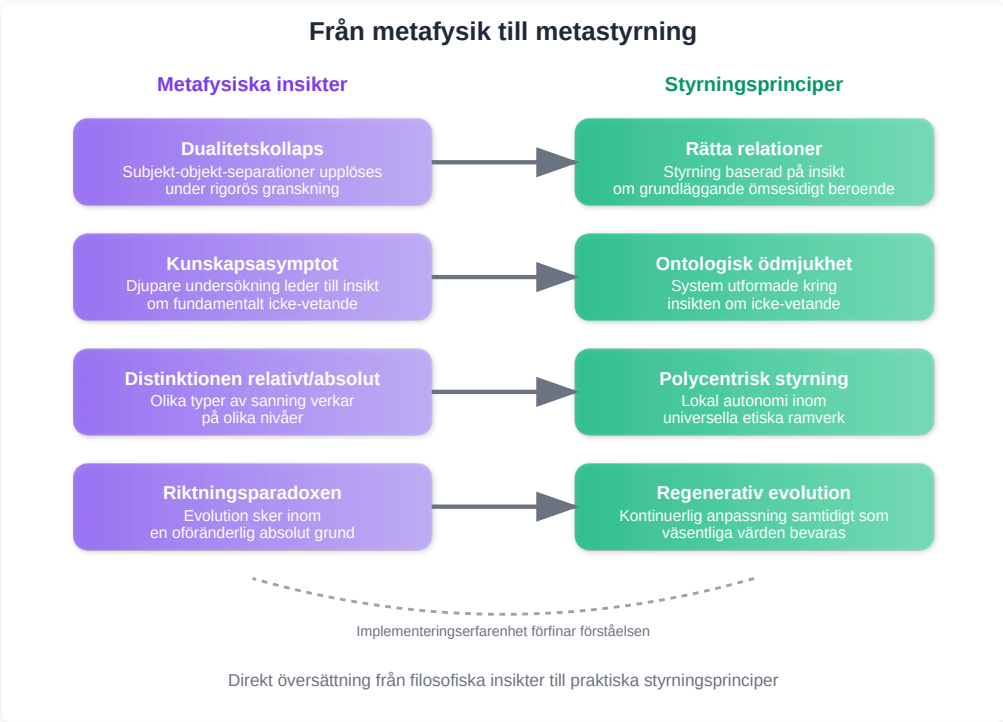 Från metafysik till metastyrning
Metafysiska insikter
Styrningsprinciper
Dualitetskollaps
Subjekt-objekt-separationer upplöses
under rigorös granskning
Rätta relationer
Styrning baserad på insikt
om grundläggande ömsesidigt beroende
Kunskapsasymptot
Djupare undersökning leder till insikt
om fundamentalt icke-vetande
Ontologisk ödmjukhet
System utformade kring
insikten om icke-vetande
Distinktionen relativt/absolut
Olika typer av sanning verkar
på olika nivåer
Polycentrisk styrning
Lokal autonomi inom
universella etiska ramverk
Riktningsparadoxen
Evolution sker inom
en oföränderlig absolut grund
Regenerativ evolution
Kontinuerlig anpassning samtidigt som
väsentliga värden bevaras
Implementeringserfarenhet förfinar förståelsen
Direkt översättning från filosofiska insikter till praktiska styrningsprinciper